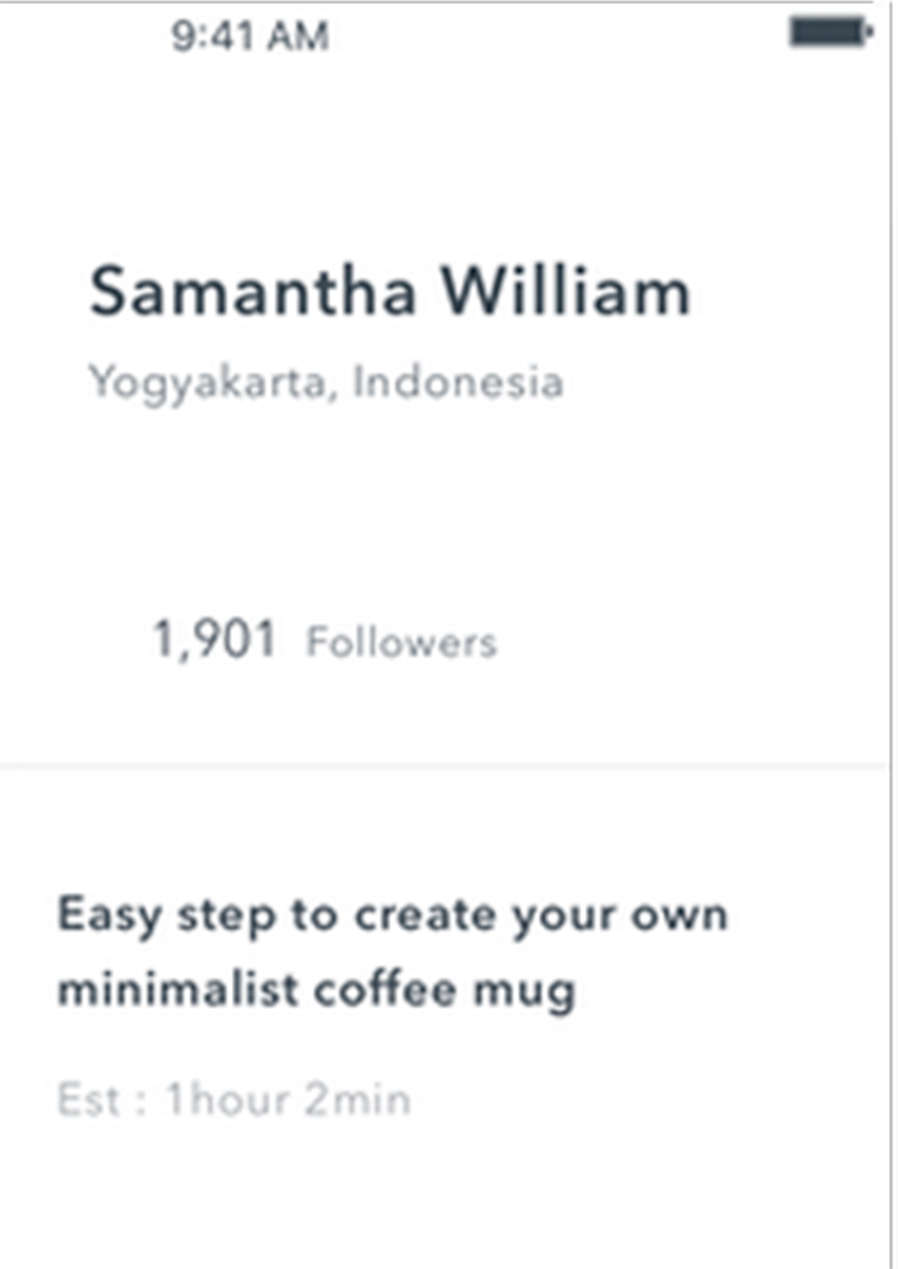 9:41 AM
Samantha William
Yogyakarta, Indonesia
1,901 Followers
Easy step to create your own
minimalist coffee mug
Est : 1hour 2min